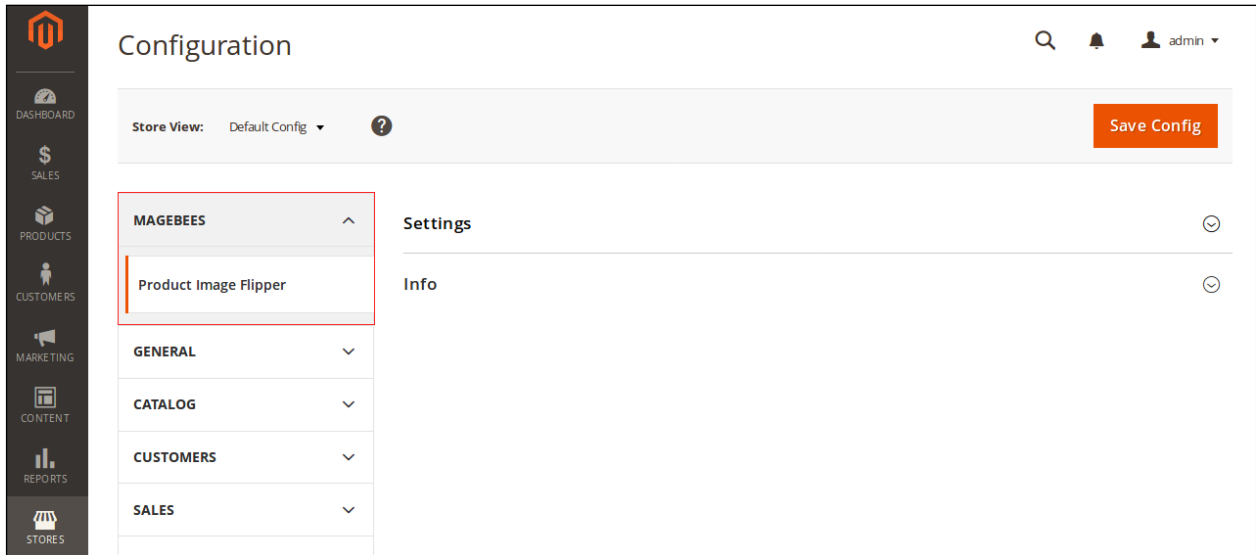 Configuration
admin
DASHBOARD
Store View: Default Config ?
Save Config
SALES
MAGEBEES
Settings
PRODUCTS
Product Image Flipper
Info
CUSTOMERS
GENERAL
MARKETING
CATALOG
CONTENT
CUSTOMERS
REPORTS
SALES
STORES